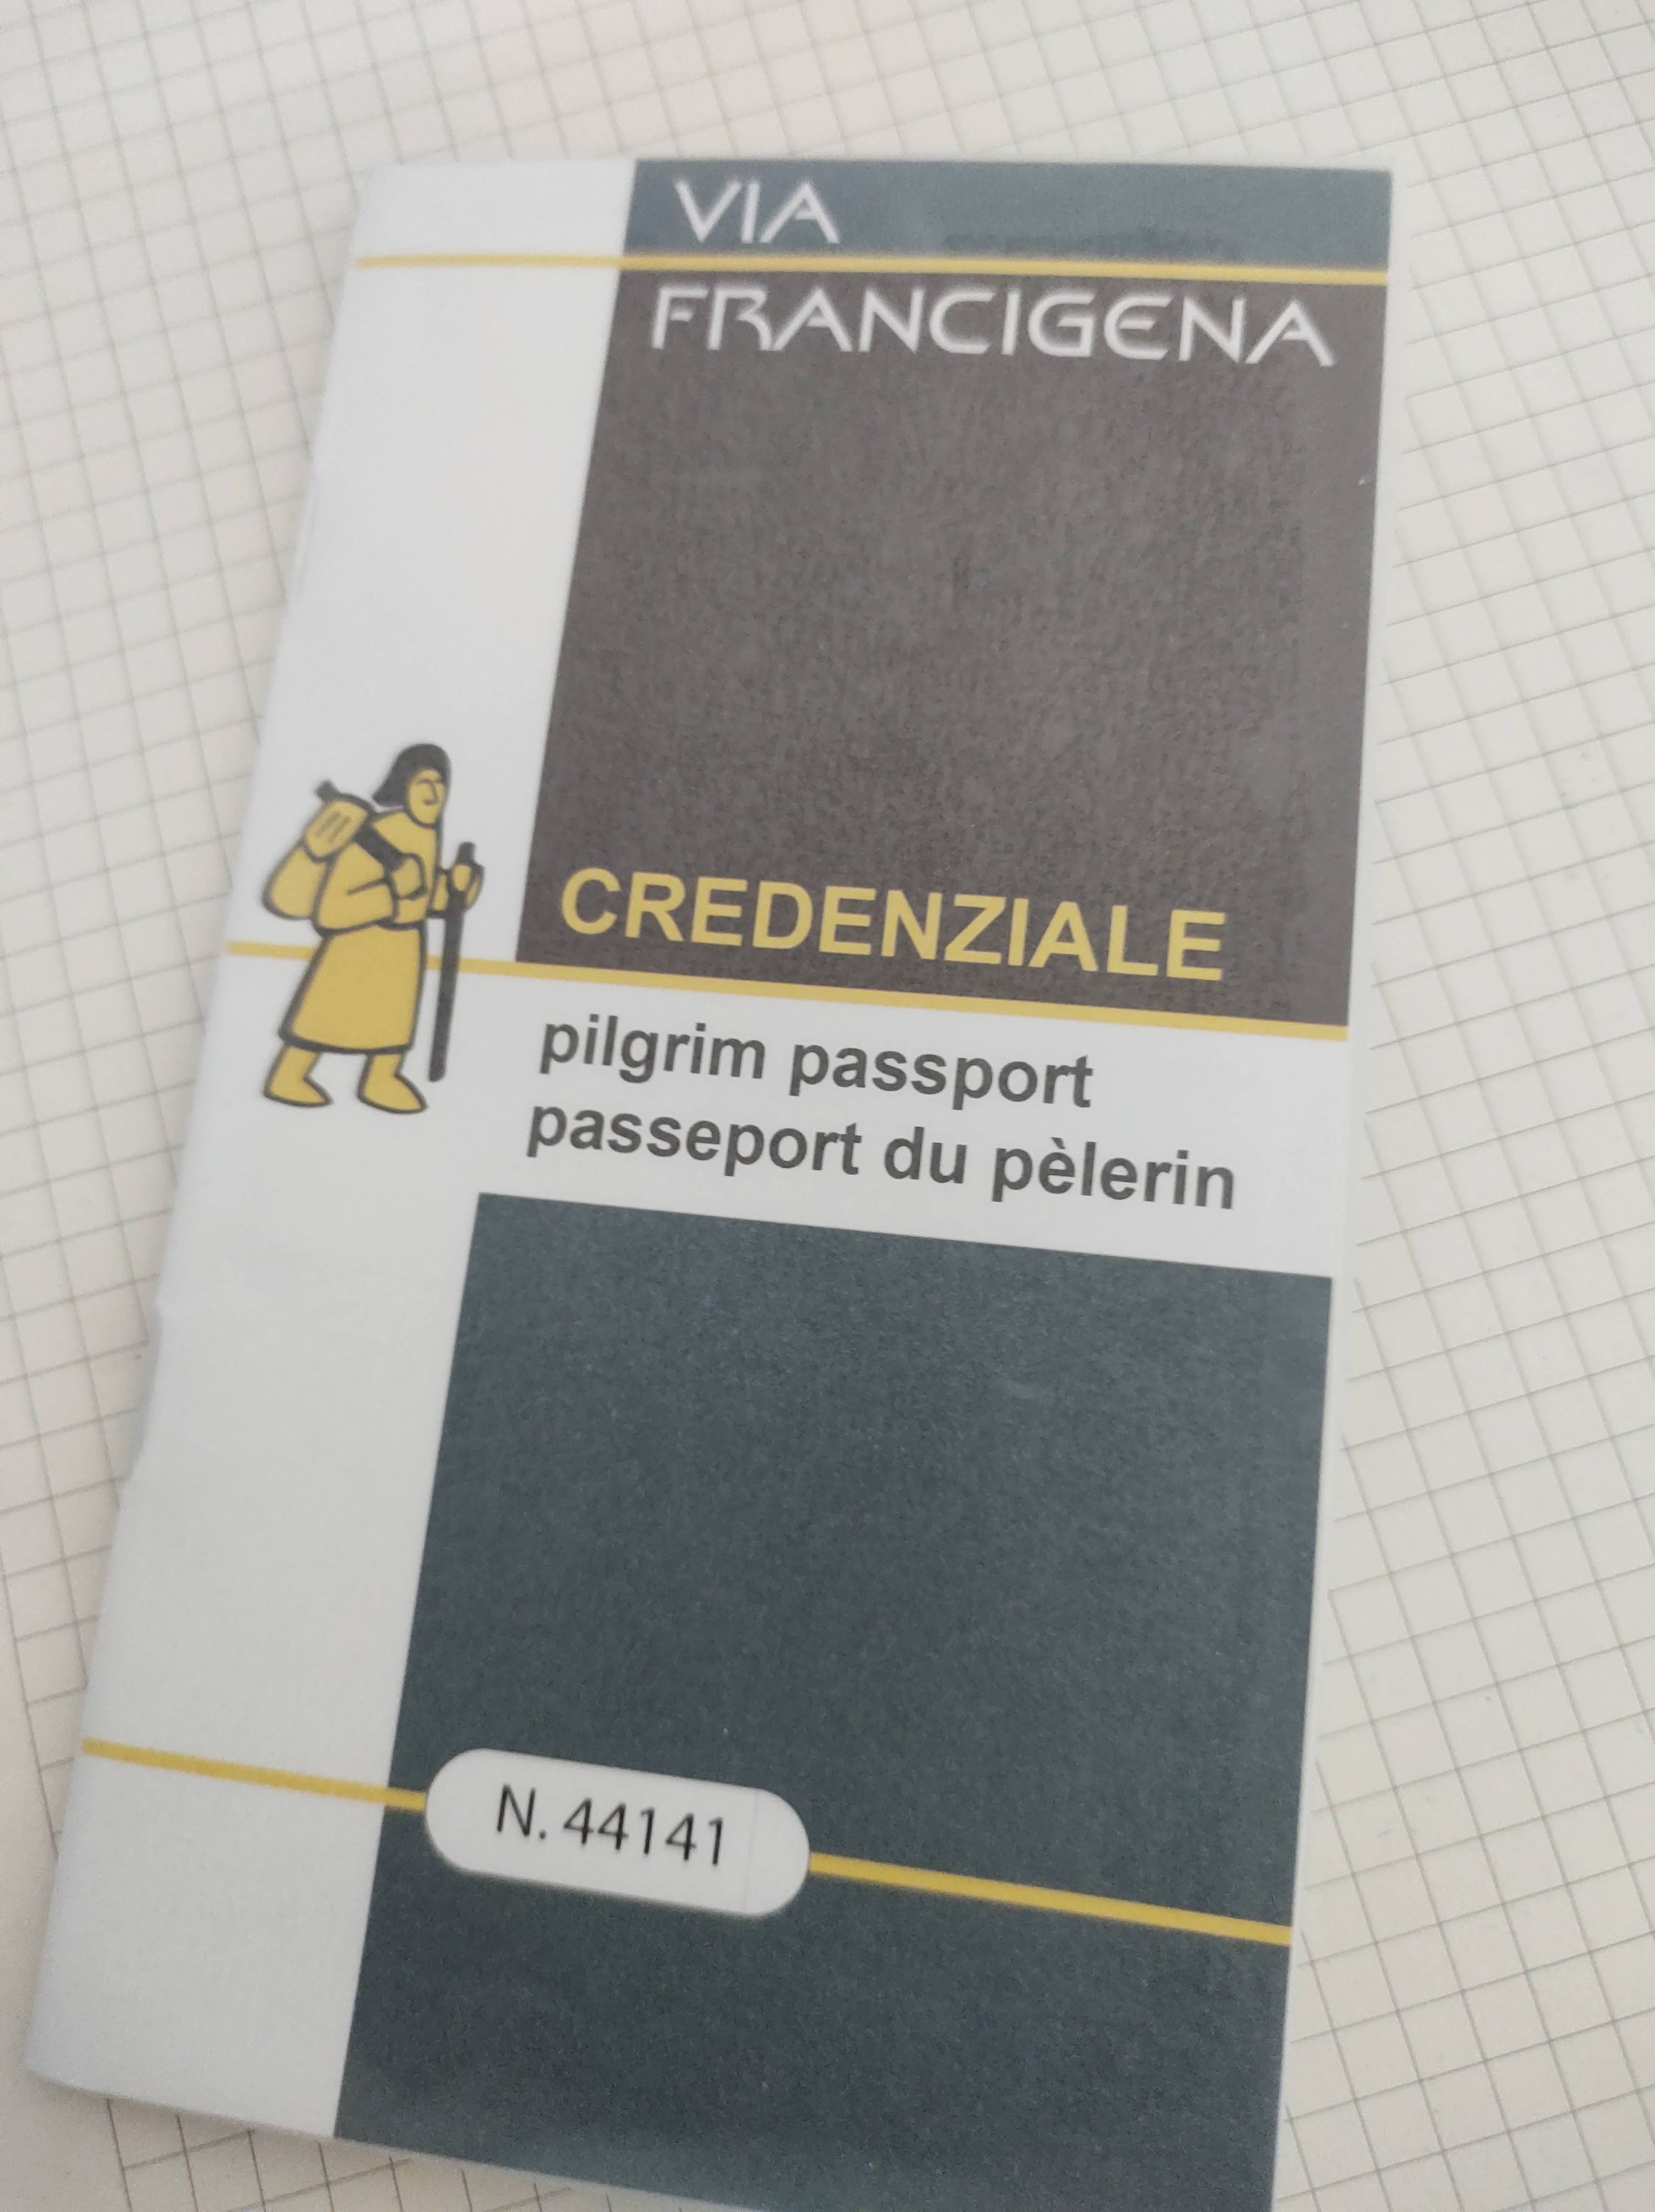 VIA
FRANCIGENA
CREDENZIALE
pilgrim passport
passeport du pèlerin
N. 44141